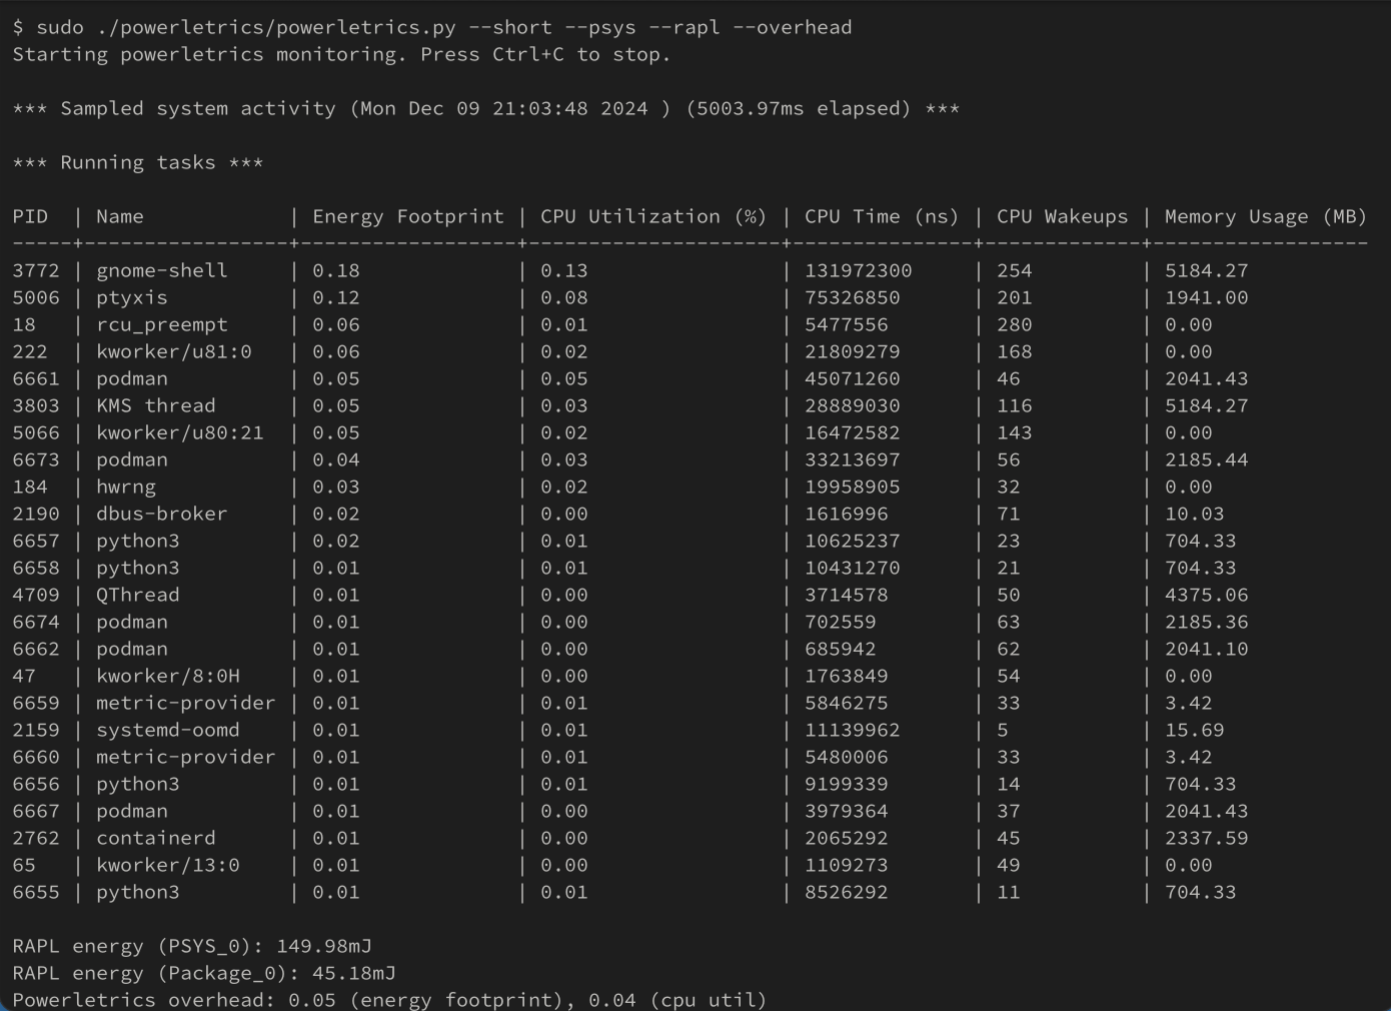 $ sudo ./powerletrics/powerletrics.py --short --psys --rapl --overhead
Starting powerletrics monitoring. Press Ctrl+C to stop.
*** Sampled system activity (Mon Dec 09 21:03:48 2024 ) (5003.97ms elapsed) ***
*** Running tasks ***
PID  | Name            | Energy Footprint | CPU Utilization (%) | CPU Time (ns) | CPU Wakeups | Memory Usage (MB)
-----+-----------------+------------------+---------------------+---------------+-------------+------------------
3772 | gnome-shell     | 0.18             | 0.13                | 131972300     | 254         | 5184.27
5006 | ptyxis          | 0.12             | 0.08                | 75326850      | 201         | 1941.00
18   | rcu_preempt     | 0.06             | 0.01                | 5477556       | 280         | 0.00
222  | kworker/u81:0   | 0.06             | 0.02                | 21809279      | 168         | 0.00
6661 | podman          | 0.05             | 0.05                | 45071260      | 46          | 2041.43
3803 | KMS thread      | 0.05             | 0.03                | 28889030      | 116         | 5184.27
5066 | kworker/u80:21  | 0.05             | 0.02                | 16472582      | 143         | 0.00
6673 | podman          | 0.04             | 0.03                | 33213697      | 56          | 2185.44
184  | hwrng           | 0.03             | 0.02                | 19958905      | 32          | 0.00
2190 | dbus-broker     | 0.02             | 0.00                | 1616996       | 71          | 10.03
6657 | python3         | 0.02             | 0.01                | 10625237      | 23          | 704.33
6658 | python3         | 0.01             | 0.01                | 10431270      | 21          | 704.33
4709 | QThread         | 0.01             | 0.00                | 3714578       | 50          | 4375.06
6674 | podman          | 0.01             | 0.00                | 702559        | 63          | 2185.36
6662 | podman          | 0.01             | 0.00                | 685942        | 62          | 2041.10
47   | kworker/8:0H    | 0.01             | 0.00                | 1763849       | 54          | 0.00
6659 | metric-provider | 0.01             | 0.01                | 5846275       | 33          | 3.42
2159 | systemd-oomd    | 0.01             | 0.01                | 11139962      | 5           | 15.69
6660 | metric-provider | 0.01             | 0.01                | 5480006       | 33          | 3.42
6656 | python3         | 0.01             | 0.01                | 9199339       | 14          | 704.33
6667 | podman          | 0.01             | 0.00                | 3979364       | 37          | 2041.43
2762 | containerd      | 0.01             | 0.00                | 2065292       | 45          | 2337.59
65   | kworker/13:0    | 0.01             | 0.00                | 1109273       | 49          | 0.00
6655 | python3         | 0.01             | 0.01                | 8526292       | 11          | 704.33
RAPL energy (PSYS_0): 149.98mJ
RAPL energy (Package_0): 45.18mJ
Powerletrics overhead: 0.05 (energy footprint), 0.04 (cpu util)